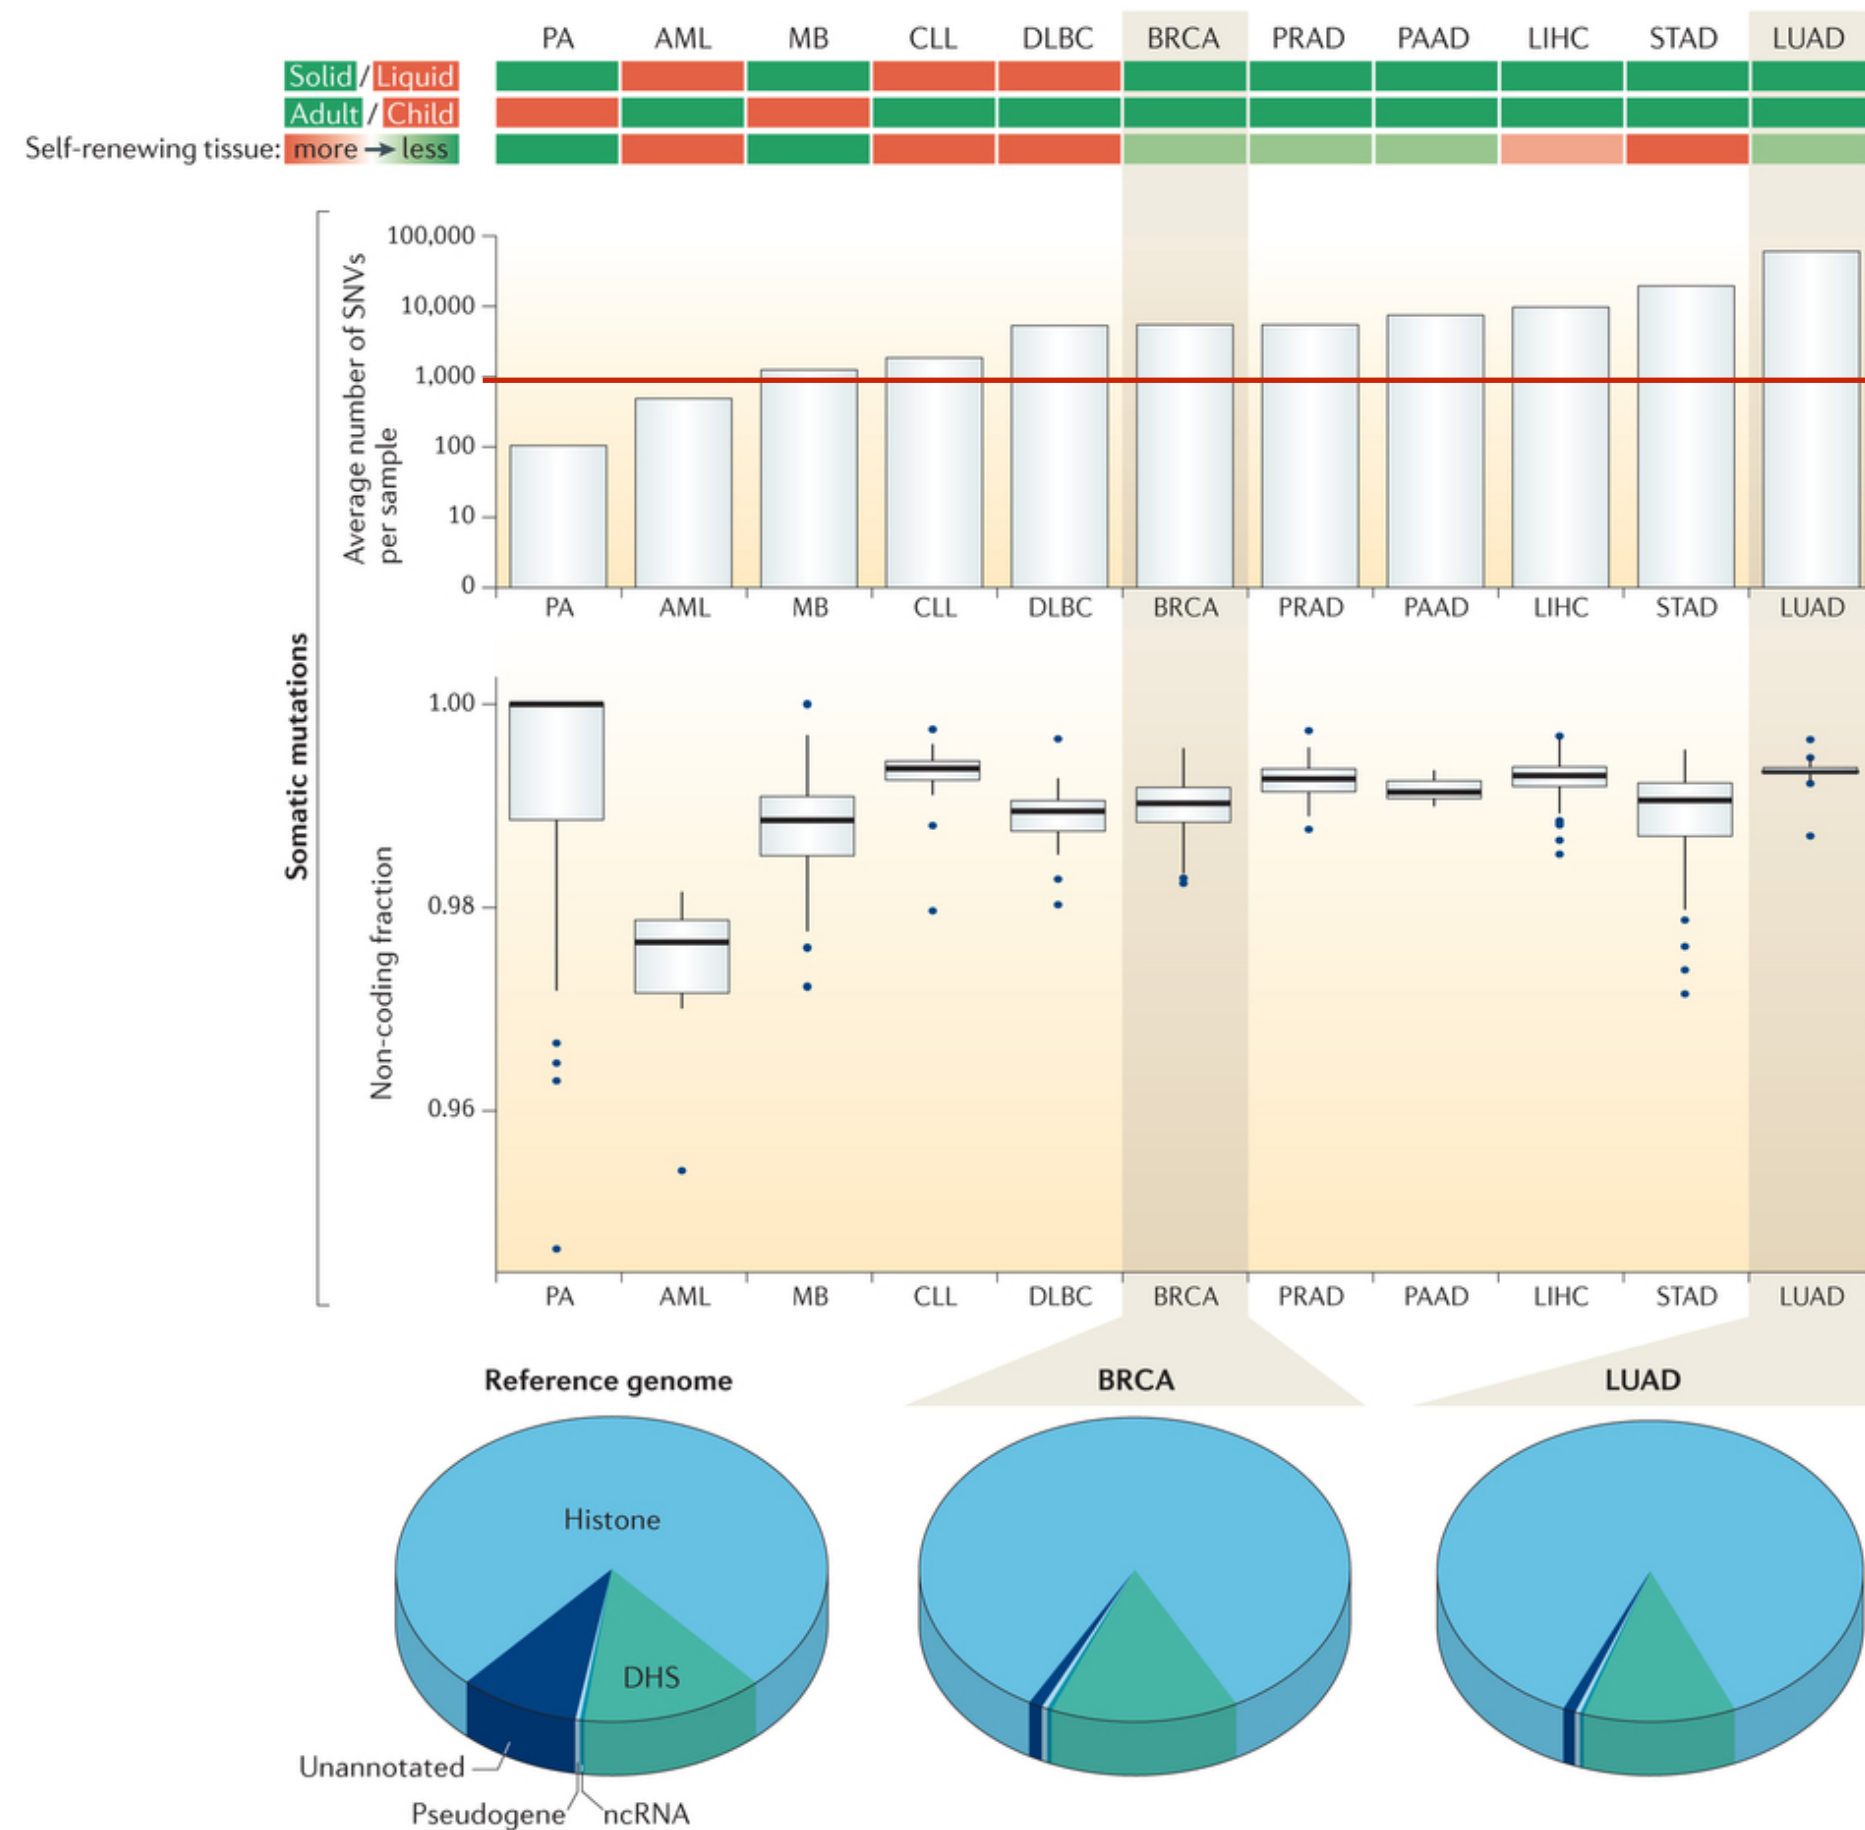 PA AML MB CLL DLBC BRCA PRAD PAAD LIHC STAD LUAD
Solid / Liquid
Adult / Child
Self-renewing tissue: more → less
Somatic mutations
Average number of SNVs
per sample
100,000
10,000
1,000
100
10
0
PA AML MB CLL DLBC BRCA PRAD PAAD LIHC STAD LUAD
Non-coding fraction
1.00
0.98
0.96
PA AML MB CLL DLBC BRCA PRAD PAAD LIHC STAD LUAD
Reference genome BRCA LUAD
Histone
DHS
Unannotated
Pseudogene ncRNA